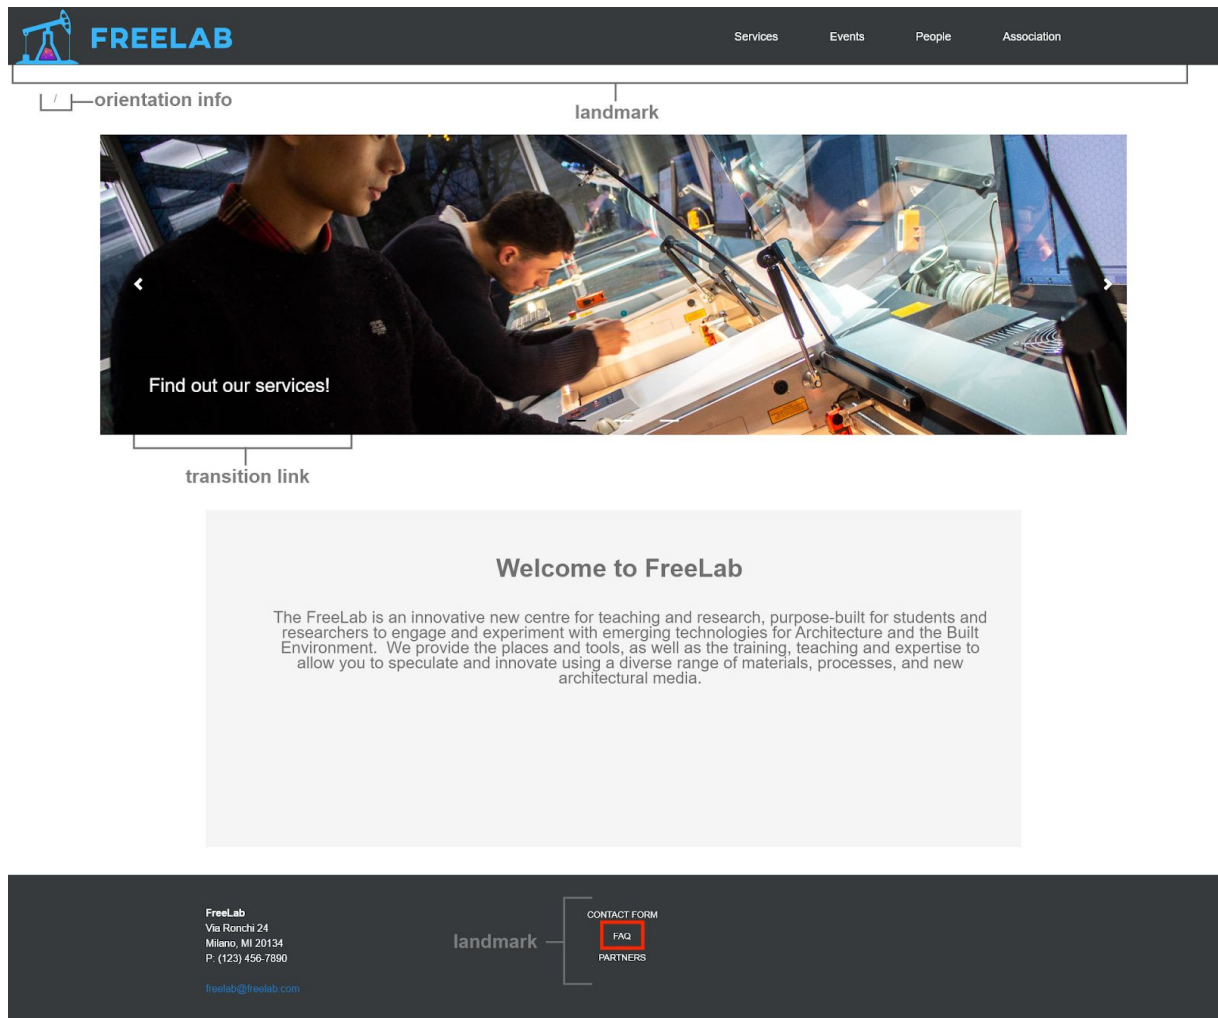 FREELAB
Services Events People Association
/ orientation info
landmark
Find out our services!
transition link
Welcome to FreeLab
The FreeLab is an innovative new centre for teaching and research, purpose-built for students and
researchers to engage and experiment with emerging technologies for Architecture and the Built
Environment. We provide the places and tools, as well as the training, teaching and expertise to
allow you to speculate and innovate using a diverse range of materials, processes, and new
architectural media.
FreeLab
Via Ronchi 24
Milano, MI 20134
P: (123) 456-7890
freelab@freelab.com
landmark
CONTACT FORM
FAQ
PARTNERS